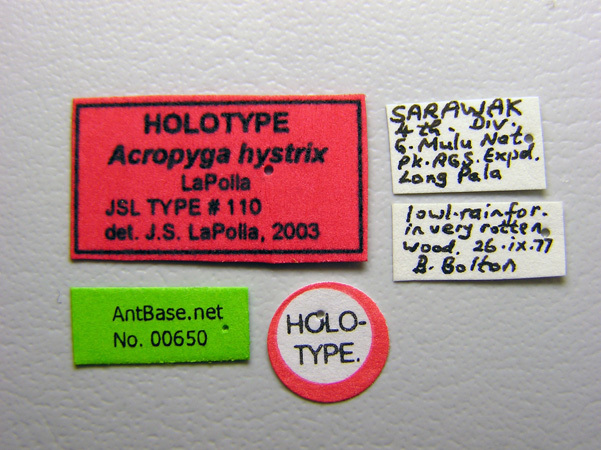 HOLOTYPE
Acropyga hystrix
LaPolla
JSL TYPE # 110
det. J.S. LaPolla, 2003
SARAWAK
4th. Div.
G. Mulu Nat.
Pk. RGS. Exped.
Long Pala
lowl. rainfor.
in very rotten
wood. 26.ix.77
B. Bolton
AntBase.net
No. 00650
HOLO-
TYPE.